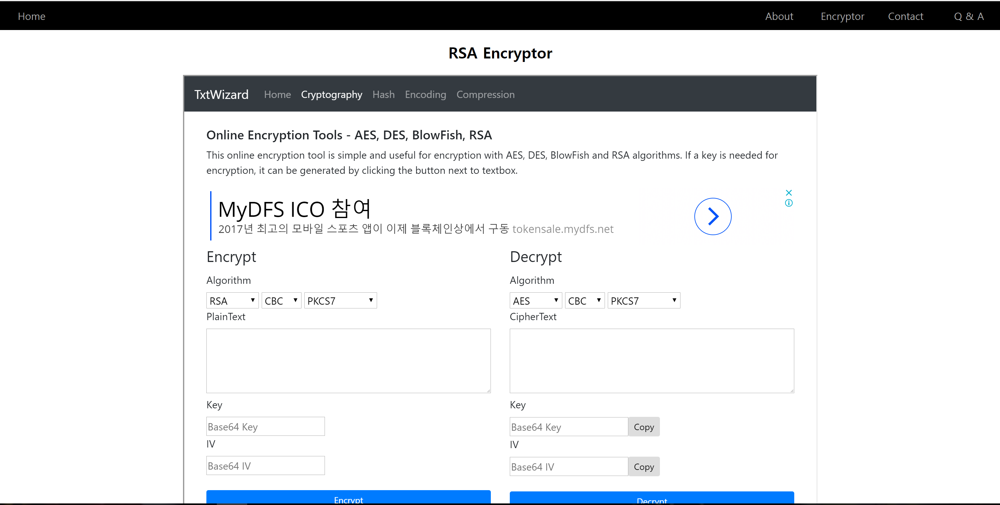 Home About Encryptor Contact Q & A
RSA Encryptor
TxtWizard Home Cryptography Hash Encoding Compression
Online Encryption Tools - AES, DES, BlowFish, RSA
This online encryption tool is simple and useful for encryption with AES, DES, BlowFish and RSA algorithms. If a key is needed for
encryption, it can be generated by clicking the button next to textbox.
MyDFS ICO 참여
2017년 최고의 모바일 스포츠 앱이 이제 블록체인상에서 구동 tokensale.mydfs.net
Encrypt
Algorithm
RSA CBC PKCS7
PlainText
Key
Base64 Key
IV
Base64 IV
Encrypt
Decrypt
Algorithm
AES CBC PKCS7
CipherText
Key
Base64 Key Copy
IV
Base64 IV Copy
Decrypt